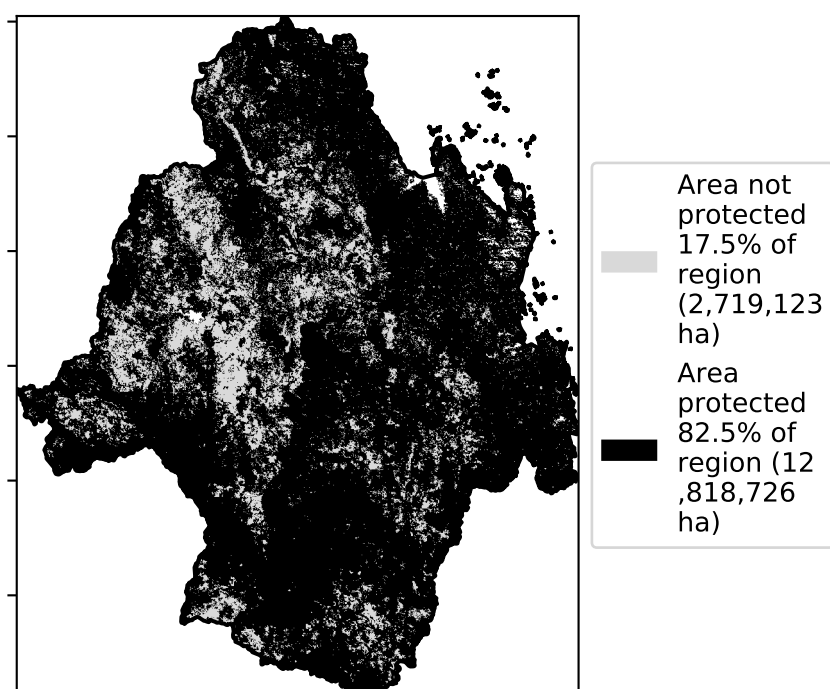 Area not
protected
17.5% of
region
(2,719,123
ha)
Area
protected
82.5% of
region (12
,818,726
ha)